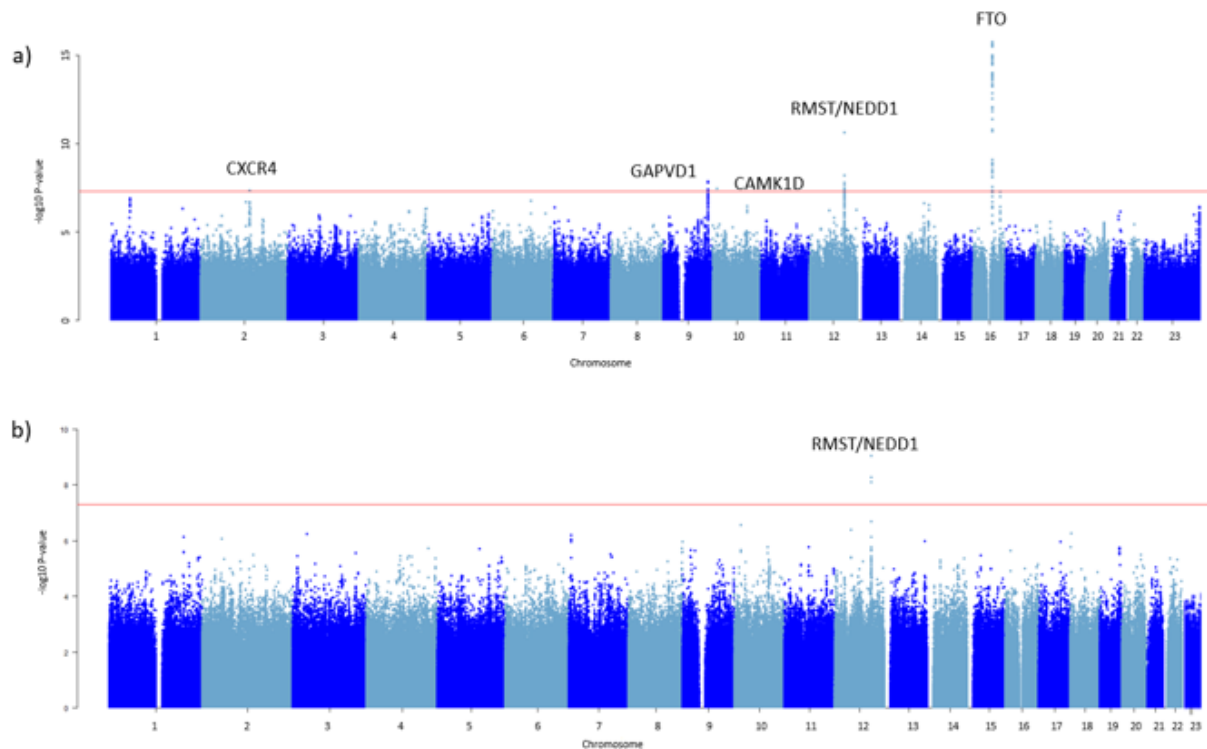 FTO
a)
15
RMST/NEDD1
10
CXCR4
GAPVD1
CAMK1D
-log10 P-value
5
0
1 2 3 4 5 6 7 8 9 10 11 12 13 14 15 16 17 18 19 20 21 22 23
Chromosome
b)
10
RMST/NEDD1
8
6
-log10 P-value
4
2
0
1 2 3 4 5 6 7 8 9 10 11 12 13 14 15 16 17 18 19 20 21 22 23
Chromosome